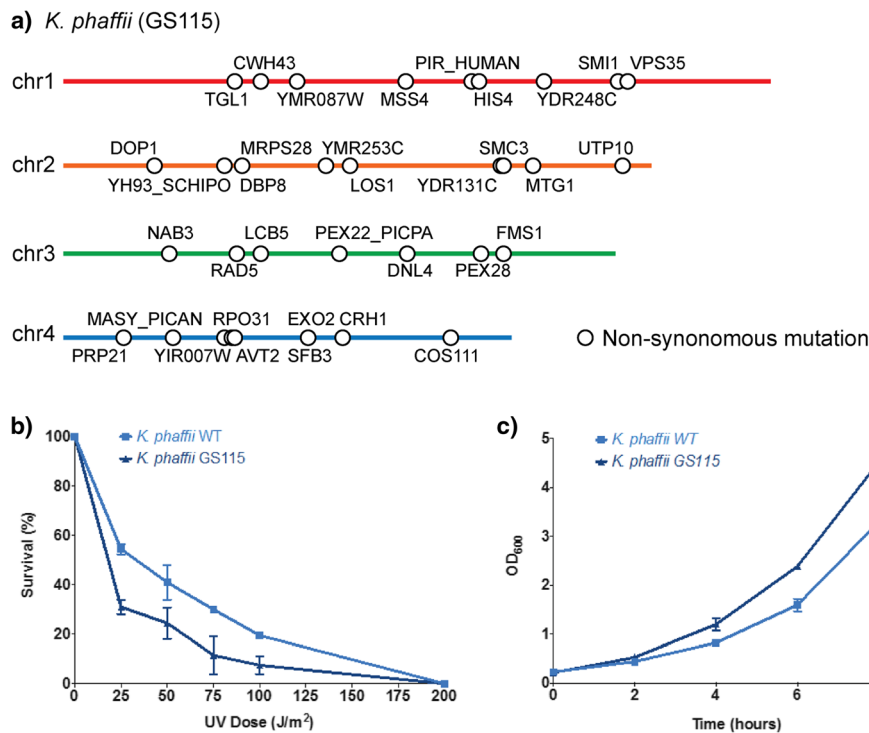 a) K. phaffii (GS115)
CWH43 PIR_HUMAN SMI1 VPS35
chr1
TGL1 YMR087W MSS4 HIS4 YDR248C
DOP1 MRPS28 YMR253C SMC3 UTP10
chr2
YH93_SCHIPO DBP8 LOS1 YDR131C MTG1
NAB3 LCB5 PEX22_PICPA FMS1
chr3
RAD5 DNL4 PEX28
MASY_PICAN RPO31 EXO2 CRH1
chr4
PRP21 YIR007W AVT2 SFB3 COS111
Non-synonomous mutation
b)
K. phaffii WT
K. phaffii GS115
100
80
60
40
20
0
Survival (%)
0 25 50 75 100 125 150 175 200
UV Dose (J/m²)
c)
K. phaffii WT
K. phaffii GS115
5
4
3
2
1
0
OD600
0 2 4 6
Time (hours)